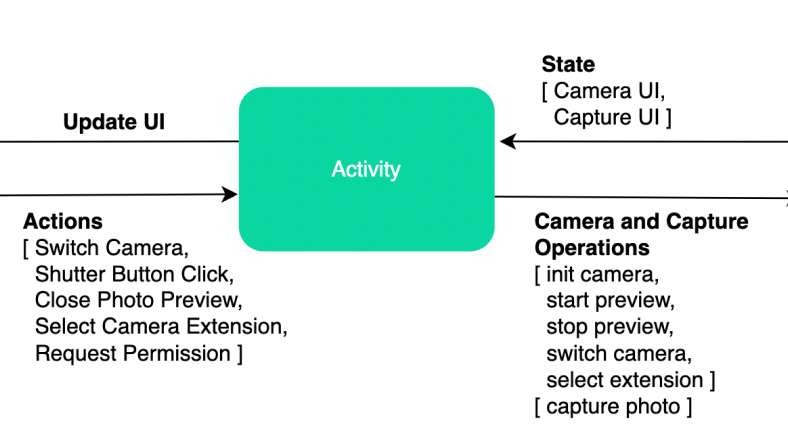 Update UI
Actions
[ Switch Camera,
Shutter Button Click,
Close Photo Preview,
Select Camera Extension,
Request Permission ]
Activity
State
[ Camera UI,
Capture UI ]
Camera and Capture
Operations
[ init camera,
start preview,
stop preview,
switch camera,
select extension ]
[ capture photo ]